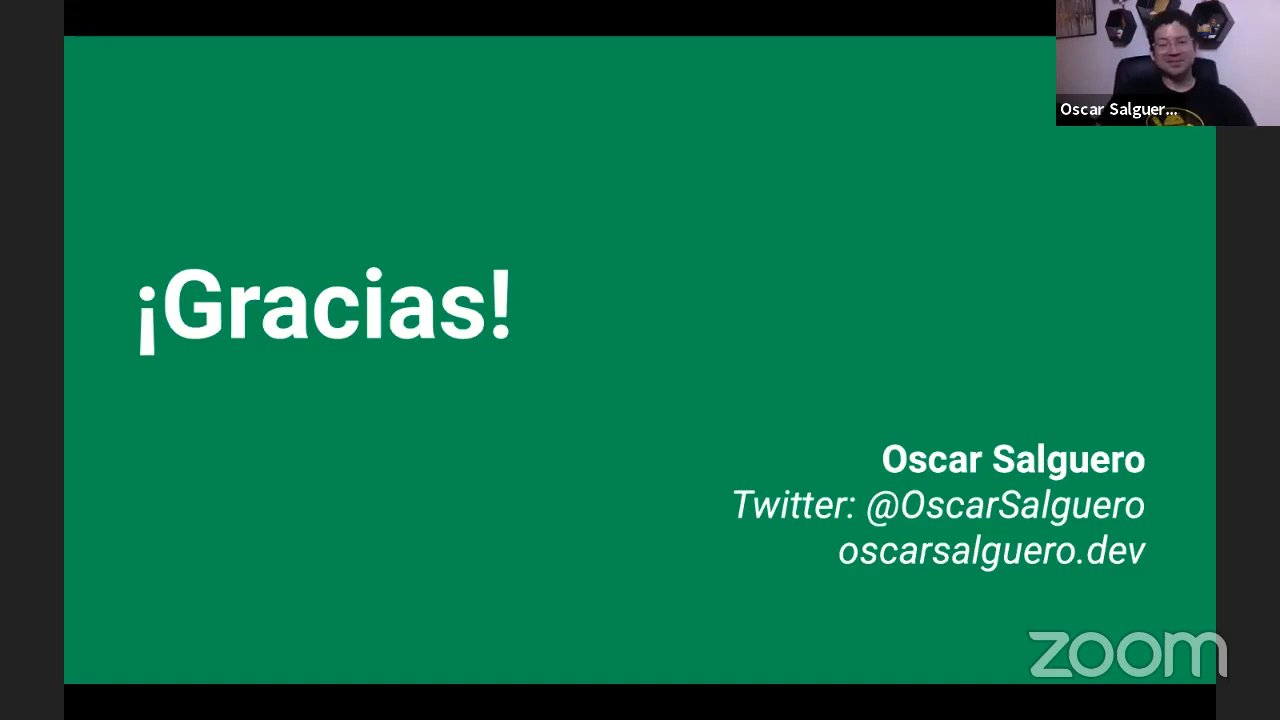 Oscar Salguer...
¡Gracias!
Oscar Salguero
Twitter: @OscarSalguero
oscarsalguero.dev
zoom